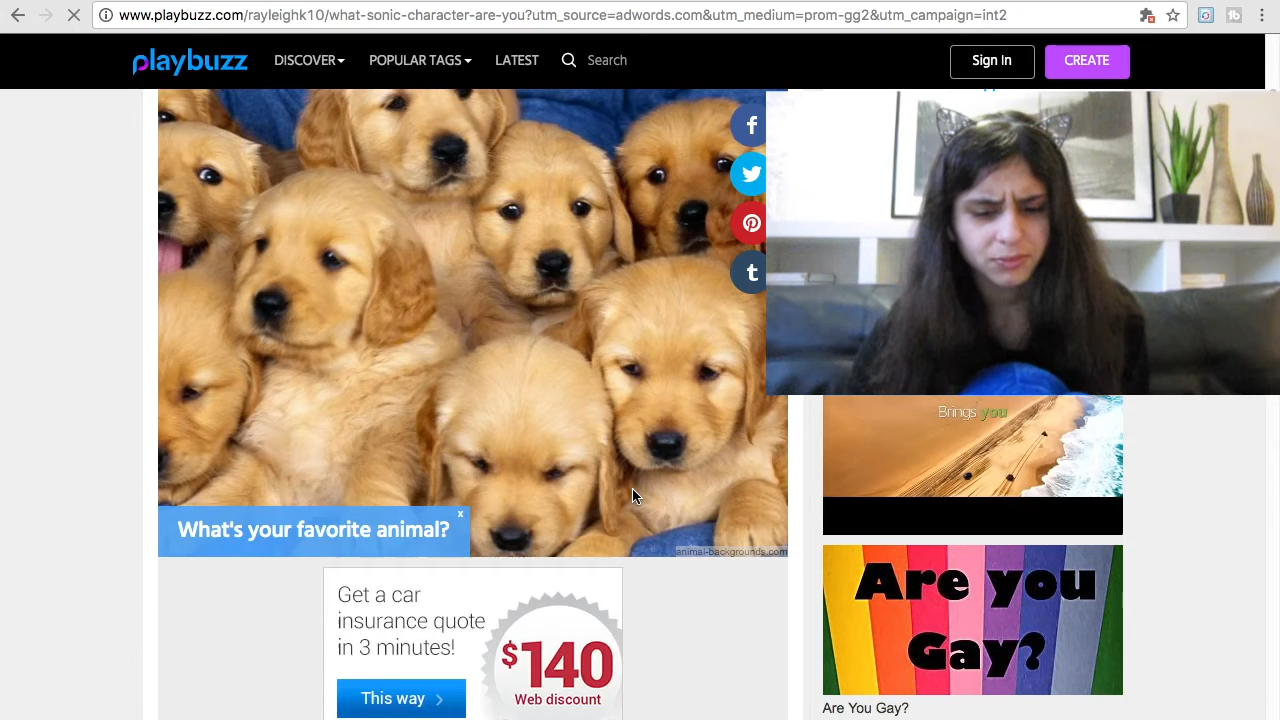 www.playbuzz.com/rayleighk10/what-sonic-character-are-you?utm_source=adwords.com&utm_medium=prom-gg2&utm_campaign=int2
playbuzz DISCOVER POPULAR TAGS LATEST Search Sign In CREATE
f
t
What's your favorite animal? x
animal-backgrounds.com
Get a car
insurance quote
in 3 minutes!
This way
$140
Web discount
Brings you
Are you
Gay?
Are You Gay?